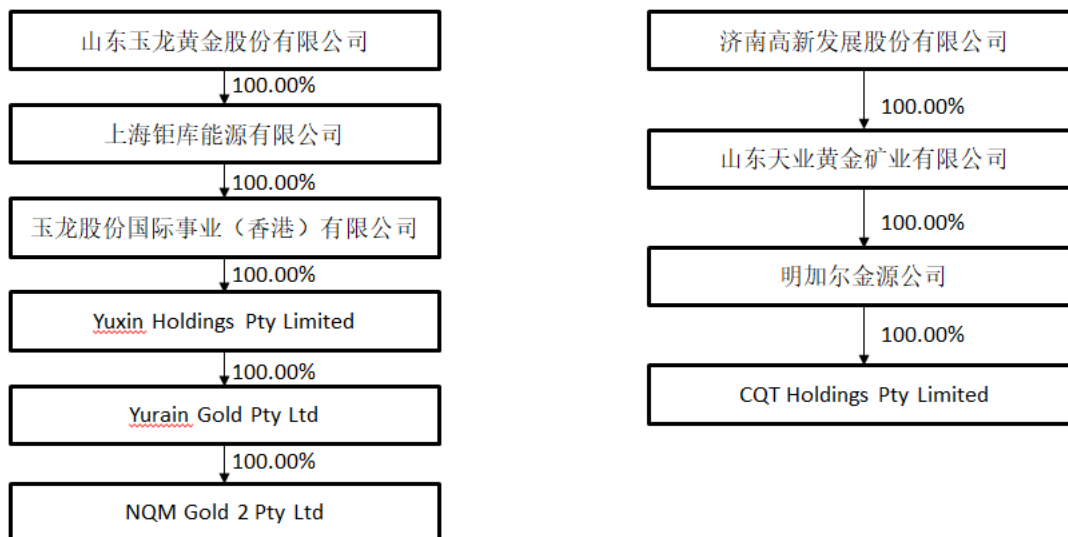 山东玉龙黄金股份有限公司
100.00%
上海钜库能源有限公司
100.00%
玉龙股份国际事业（香港）有限公司
100.00%
Yuxin Holdings Pty Limited
100.00%
Yurain Gold Pty Ltd
100.00%
NQM Gold 2 Pty Ltd
济南高新发展股份有限公司
100.00%
山东天业黄金矿业有限公司
100.00%
明加尔金源公司
100.00%
CQT Holdings Pty Limited